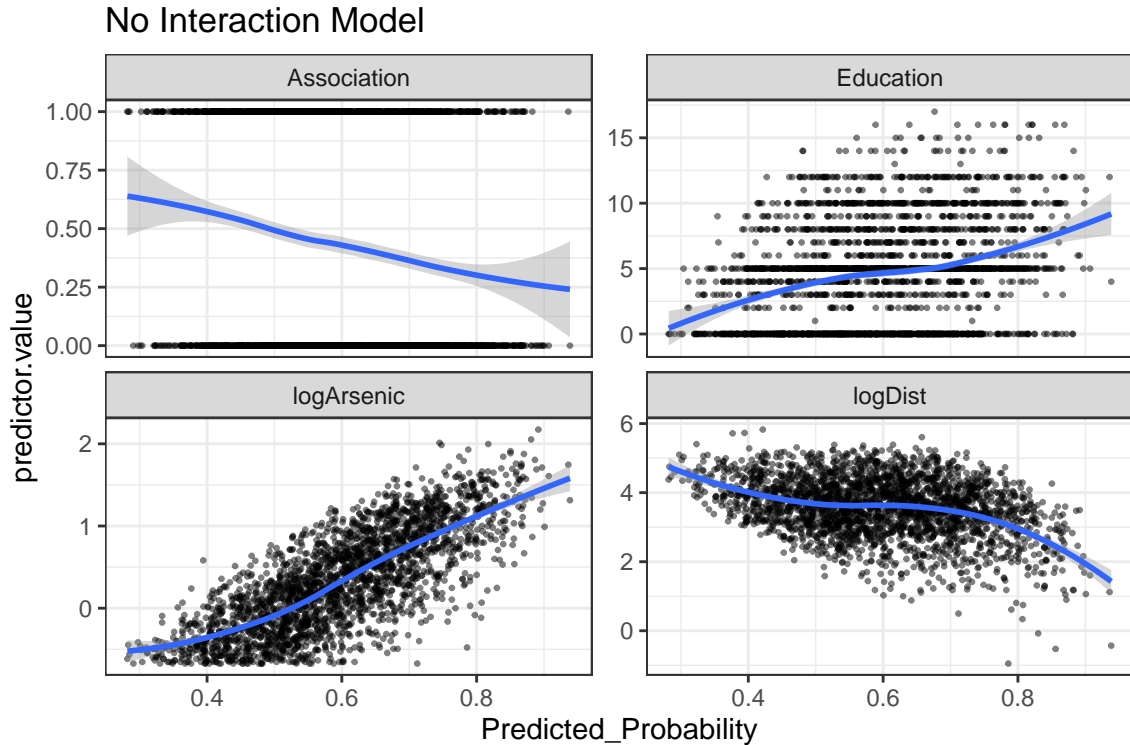 No Interaction Model
Association
Education
1.00
0.75
0.50
0.25
0.00
15
10
5
0
logArsenic
logDist
2
1
0
6
4
2
0
0.4 0.6 0.8
0.4 0.6 0.8
predictor.value
Predicted_Probability